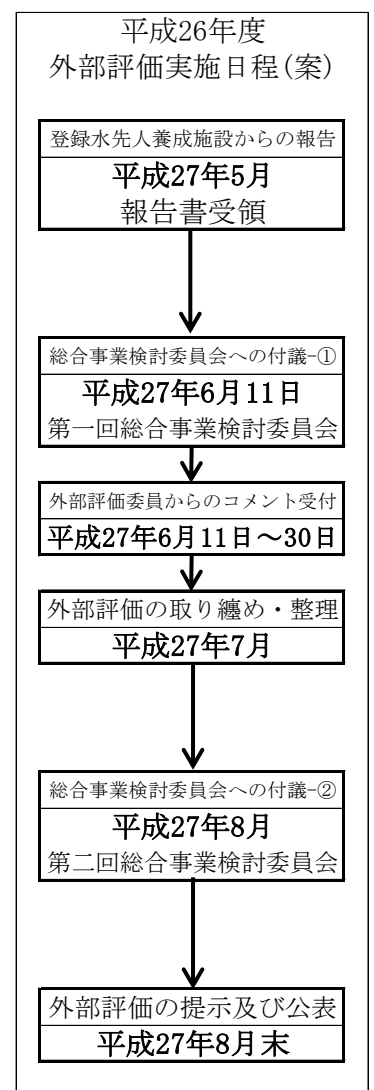 平成26年度
外部評価実施日程(案)
登録水先人養成施設からの報告
平成27年5月
報告書受領
総合事業検討委員会への付議-①
平成27年6月11日
第一回総合事業検討委員会
外部評価委員からのコメント受付
平成27年6月11日～30日
外部評価の取り纏め・整理
平成27年7月
総合事業検討委員会への付議-②
平成27年8月
第二回総合事業検討委員会
外部評価の提示及び公表
平成27年8月末